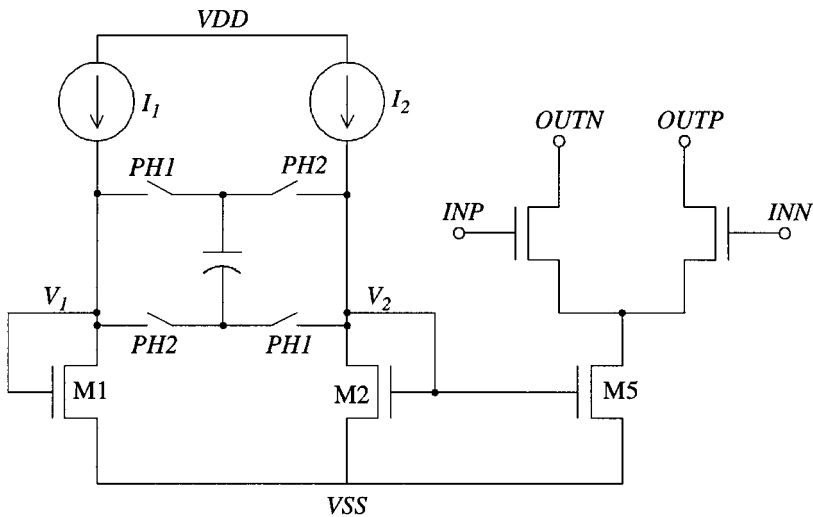 VDD
I1
I2
OUTN
OUTP
PH1
PH2
INP
INN
V1
V2
PH2
PH1
M1
M2
M5
VSS